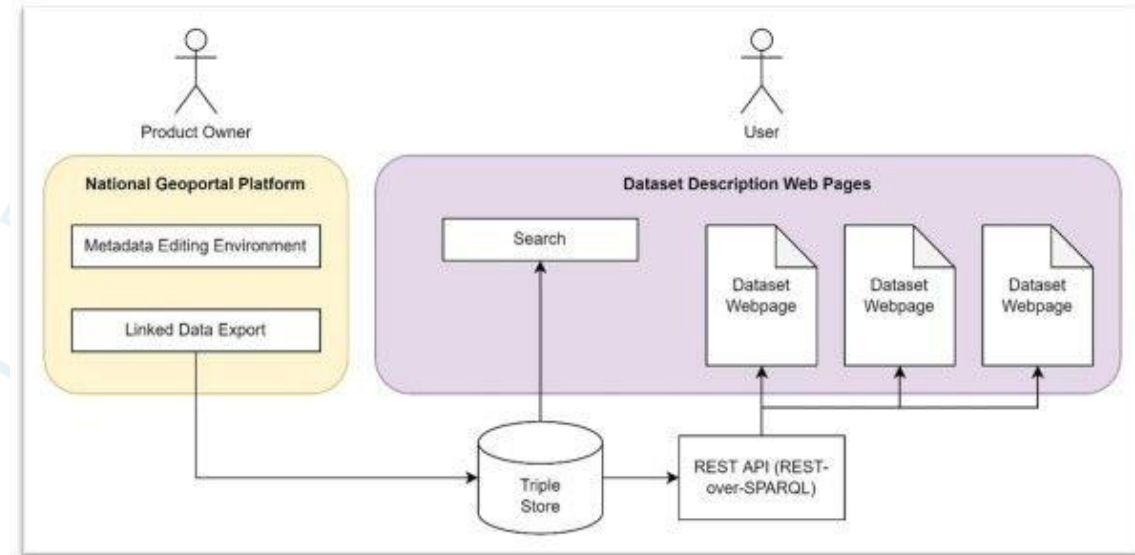 Product Owner
User
National Geoportal Platform
Metadata Editing Environment
Linked Data Export
Dataset Description Web Pages
Search
Dataset
Webpage
Dataset
Webpage
Dataset
Webpage
Triple
Store
REST API (REST-
over-SPARQL)